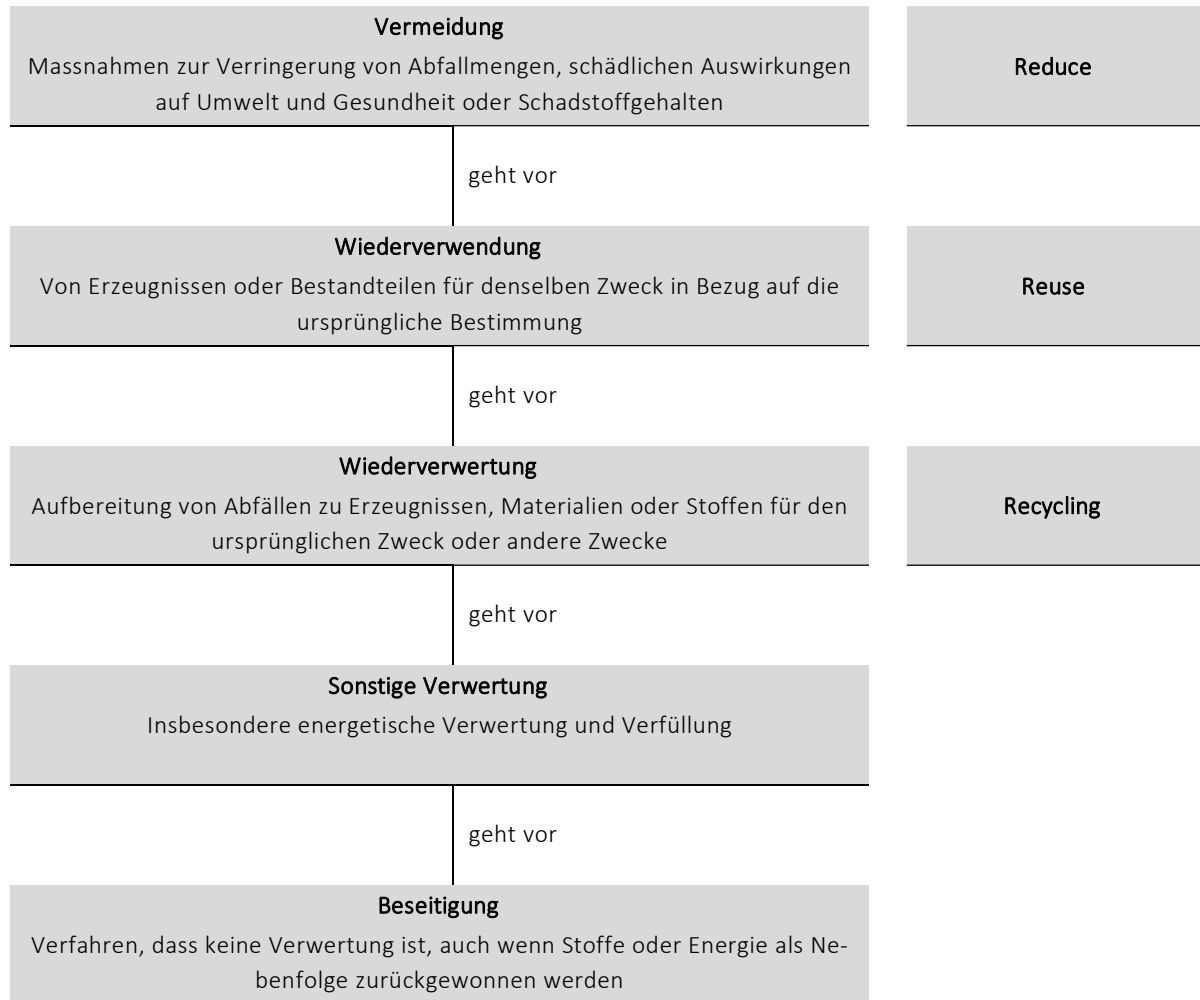 Vermeidung
Massnahmen zur Verringerung von Abfallmengen, schädlichen Auswirkungen
auf Umwelt und Gesundheit oder Schadstoffgehalten
Reduce
geht vor
Wiederverwendung
Von Erzeugnissen oder Bestandteilen für denselben Zweck in Bezug auf die
ursprüngliche Bestimmung
Reuse
geht vor
Wiederverwertung
Aufbereitung von Abfällen zu Erzeugnissen, Materialien oder Stoffen für den
ursprünglichen Zweck oder andere Zwecke
Recycling
geht vor
Sonstige Verwertung
Insbesondere energetische Verwertung und Verfüllung
geht vor
Beseitigung
Verfahren, dass keine Verwertung ist, auch wenn Stoffe oder Energie als Ne-
benfolge zurückgewonnen werden